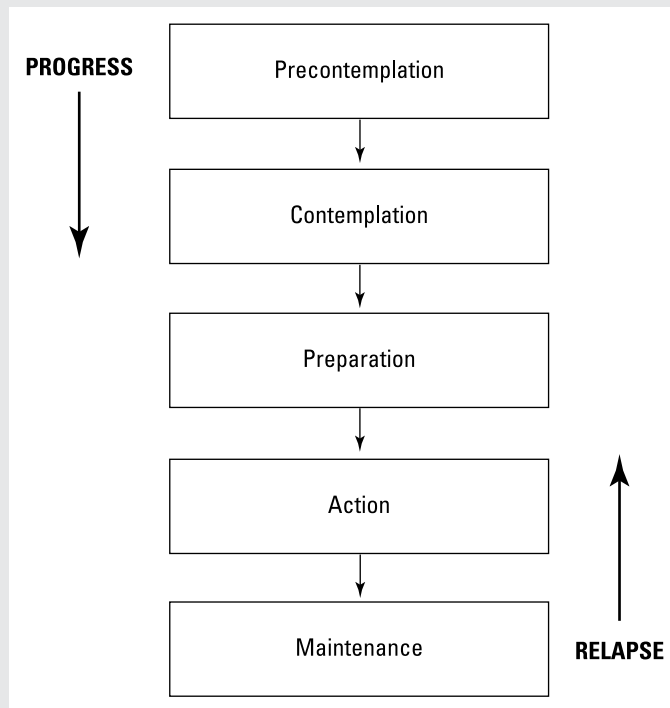 PROGRESS
Precontemplation
Contemplation
Preparation
Action
Maintenance
RELAPSE